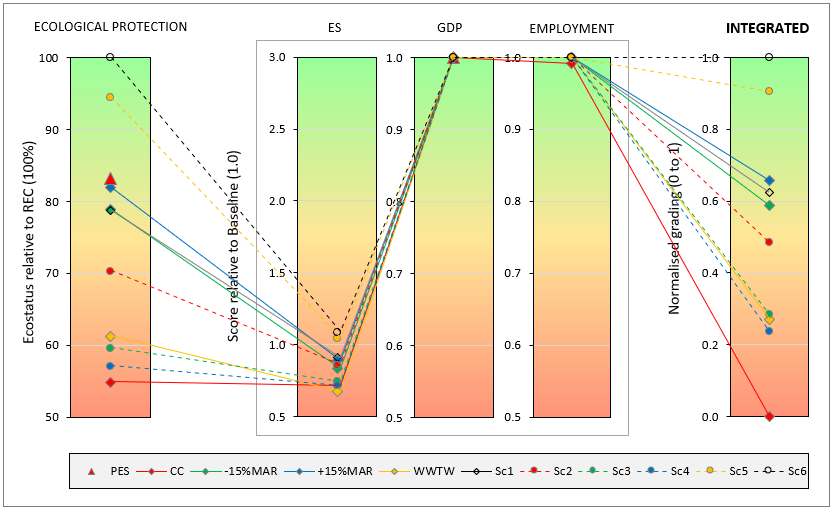 ECOLOGICAL PROTECTION ES GDP EMPLOYMENT INTEGRATED
100 3.0 1.0 1.0 1.0
90 2.5 0.9 0.9 0.8
80 2.0 0.8 0.8 0.6
70 1.5 0.7 0.7 0.4
60 1.0 0.6 0.6 0.2
50 0.5 0.5 0.5 0.0
Ecostatus relative to REC (100%)
Score relative to Baseline (1.0)
Normalised grading (0 to 1)
PES CC -15%MAR +15%MAR WWTW Sc1 Sc2 Sc3 Sc4 Sc5 Sc6